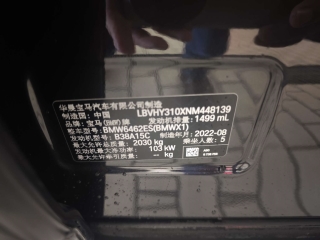 华晨宝马汽车有限公司制造
制造国：中国 LBVHY310XNM448139
品牌：宝马(BMW)牌 发动机排量：1499 mL
整车型号：BMW6462ES(BMWX1)
发动机型号：B38A15C 制造年月：2022-08
最大允许总质量：2030 kg 乘坐人数：5
发动机最大净功率：103 kW
最大允许牵引质量：-- kg